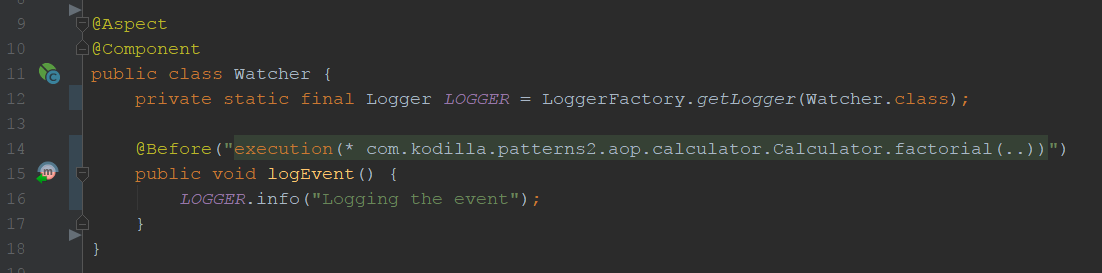 9 @Aspect
10 @Component
11 public class Watcher {
12 private static final Logger LOGGER = LoggerFactory.getLogger(Watcher.class);
13
14 @Before("execution(* com.kodilla.patterns2.aop.calculator.Calculator.factorial(..))")
15 public void logEvent() {
16 LOGGER.info("Logging the event");
17 }
18 }